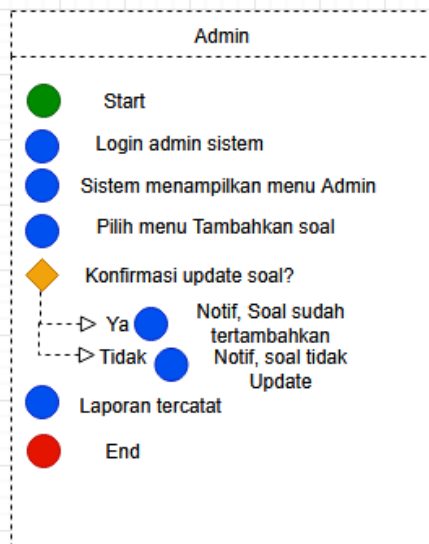 Admin
Start
Login admin sistem
Sistem menampilkan menu Admin
Pilih menu Tambahkan soal
Konfirmasi update soal?
Ya
Notif, Soal sudah
tertambahkan
Tidak
Notif, soal tidak
Update
Laporan tercatat
End